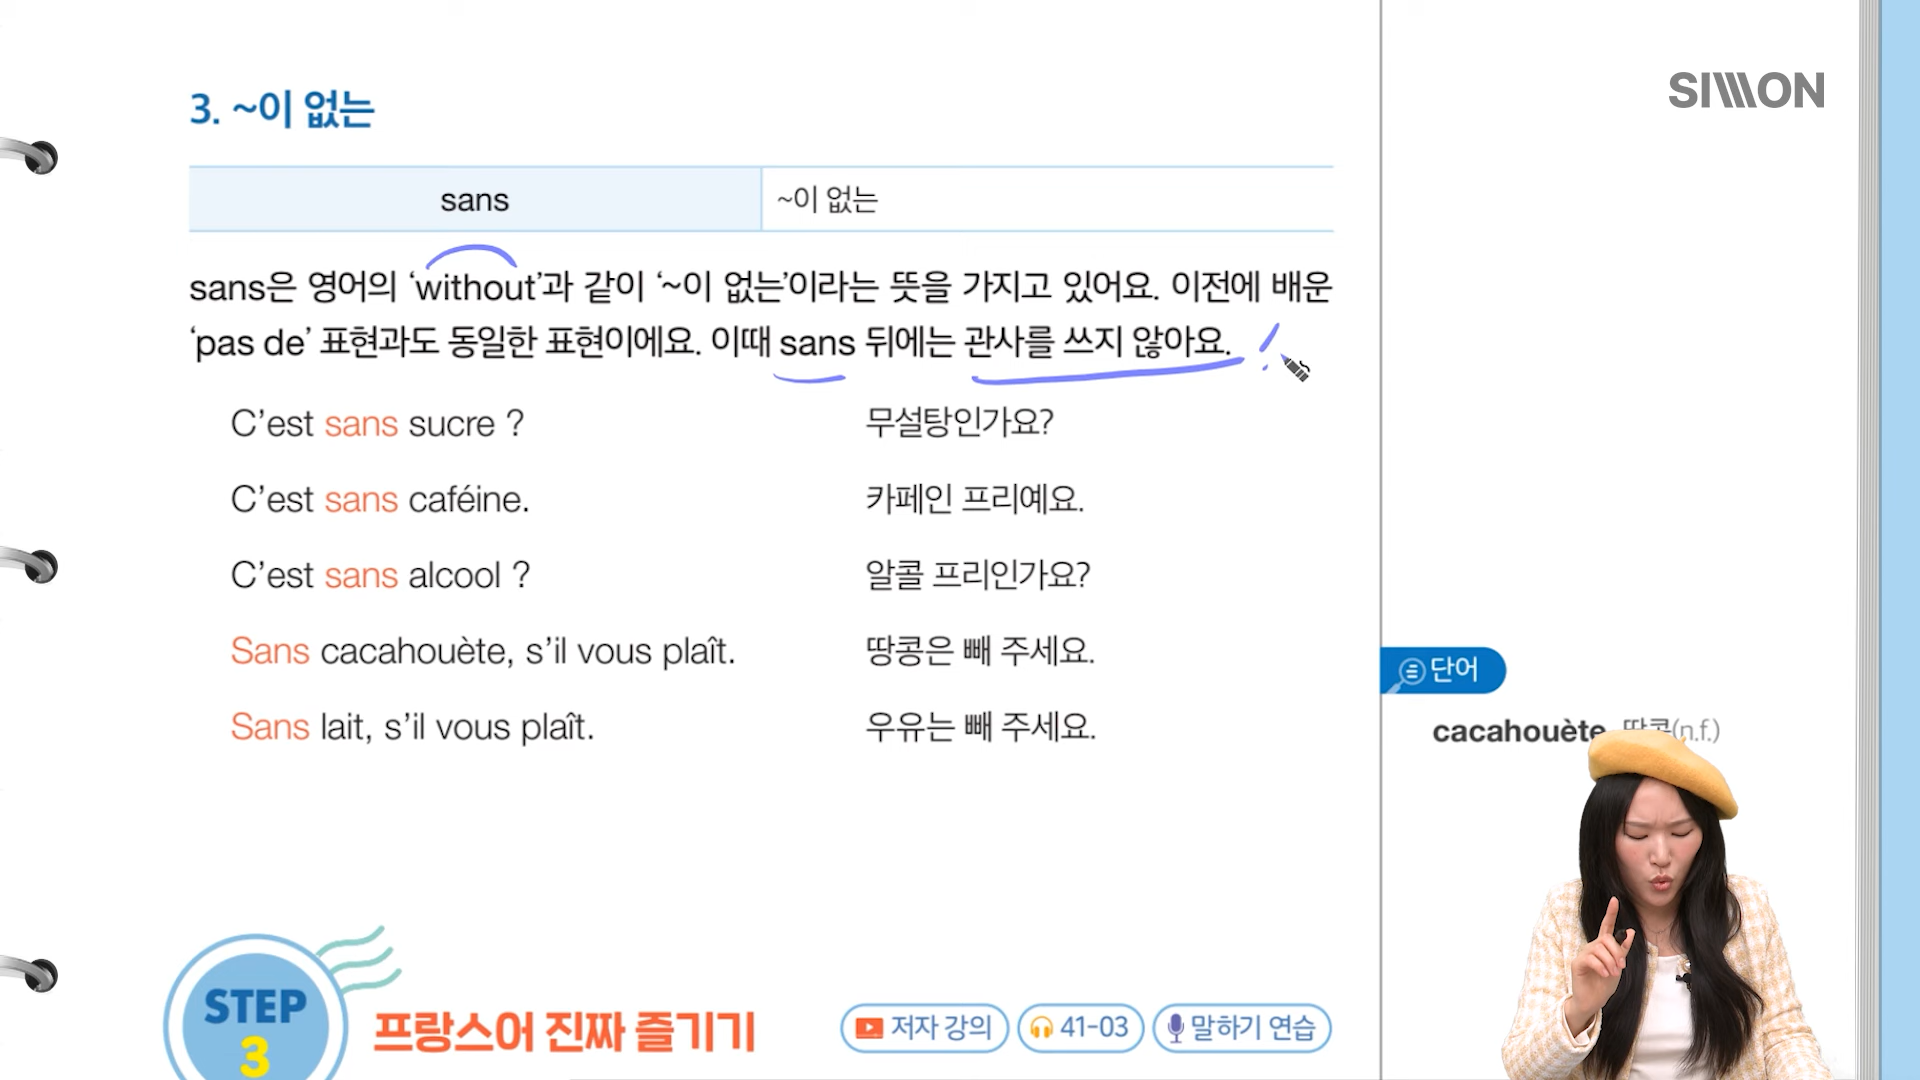 SIWON
3. ~이 없는
sans ~이 없는
sans은 영어의 ‘without’과 같이 ‘~이 없는’이라는 뜻을 가지고 있어요. 이전에 배운
‘pas de’ 표현과도 동일한 표현이에요. 이때 sans 뒤에는 관사를 쓰지 않아요. !
C’est sans sucre ? 무설탕인가요?
C’est sans caféine. 카페인 프리예요.
C’est sans alcool ? 알콜 프리인가요?
Sans cacahouète, s’il vous plaît. 땅콩은 빼 주세요.
Sans lait, s’il vous plaît. 우유는 빼 주세요.
단어
cacahouète 땅콩(n.f.)
STEP
3
프랑스어 진짜 즐기기
저자 강의 41-03 말하기 연습